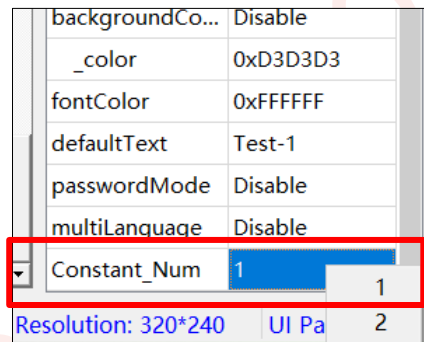 backgroundCo... Disable
_color 0xD3D3D3
fontColor 0xFFFFFF
defaultText Test-1
passwordMode Disable
multiLanguage Disable
Constant_Num 1
1
Resolution: 320*240 UI Pa
2